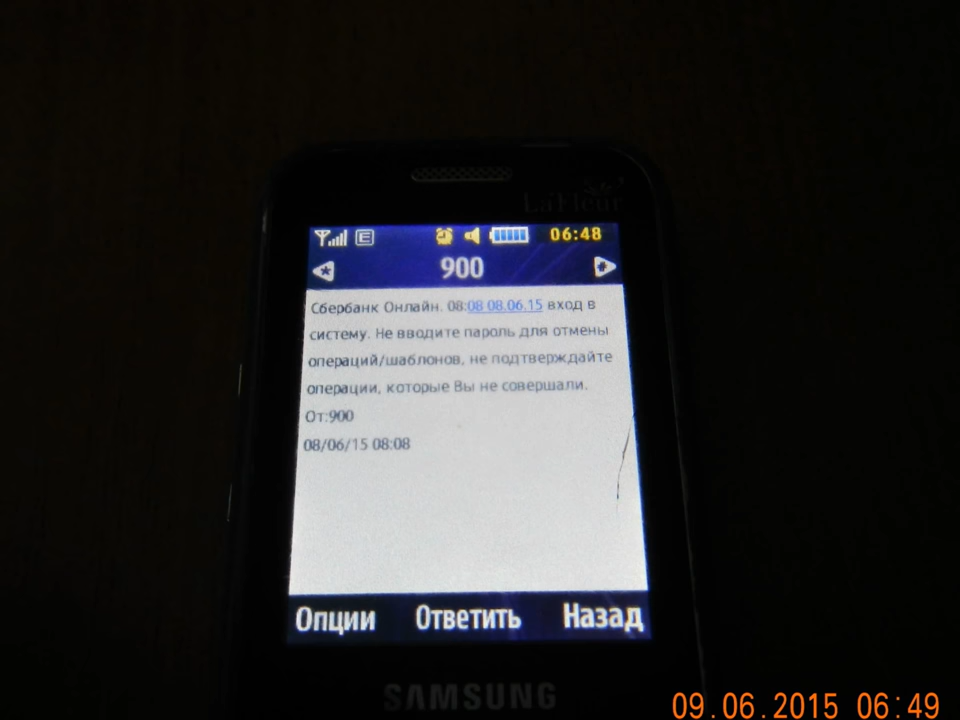 LaFleur
06:48
900
Сбербанк Онлайн. 08:08 08.06.15 вход в
систему. Не вводите пароль для отмены
операций/шаблонов, не подтверждайте
операции, которые Вы не совершали.
От:900
08/06/15 08:08
Опции Ответить Назад
SAMSUNG
09.06.2015 06:49